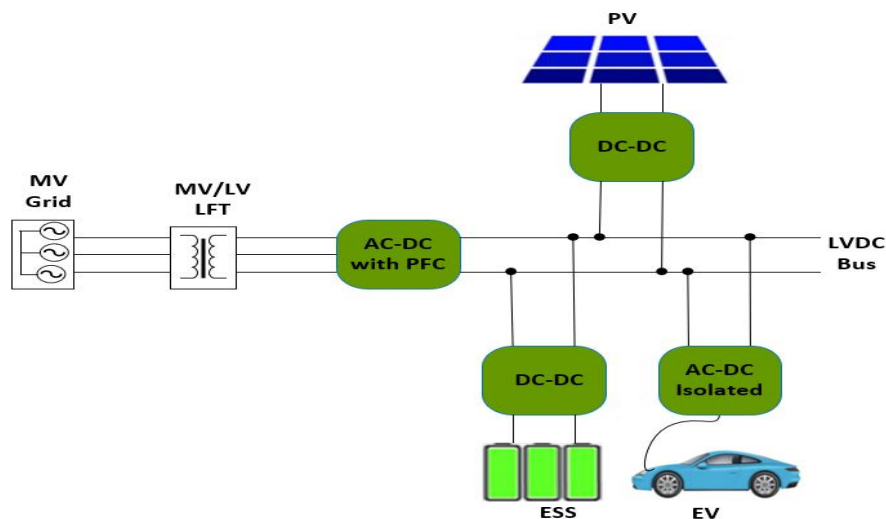 PV
DC-DC
MV
Grid
MV/LV
LFT
AC-DC
with PFC
LVDC
Bus
DC-DC
AC-DC
Isolated
ESS
EV